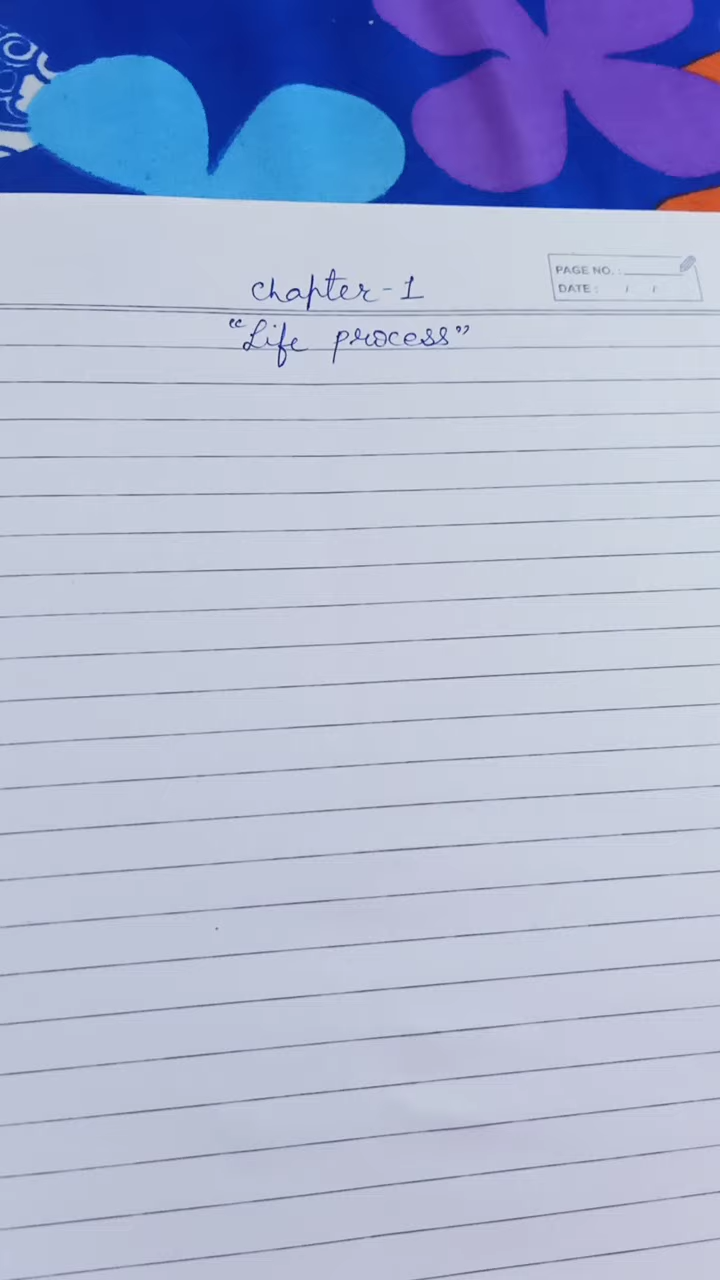 chapter-1
PAGE NO. :
DATE : / /
"Life process"